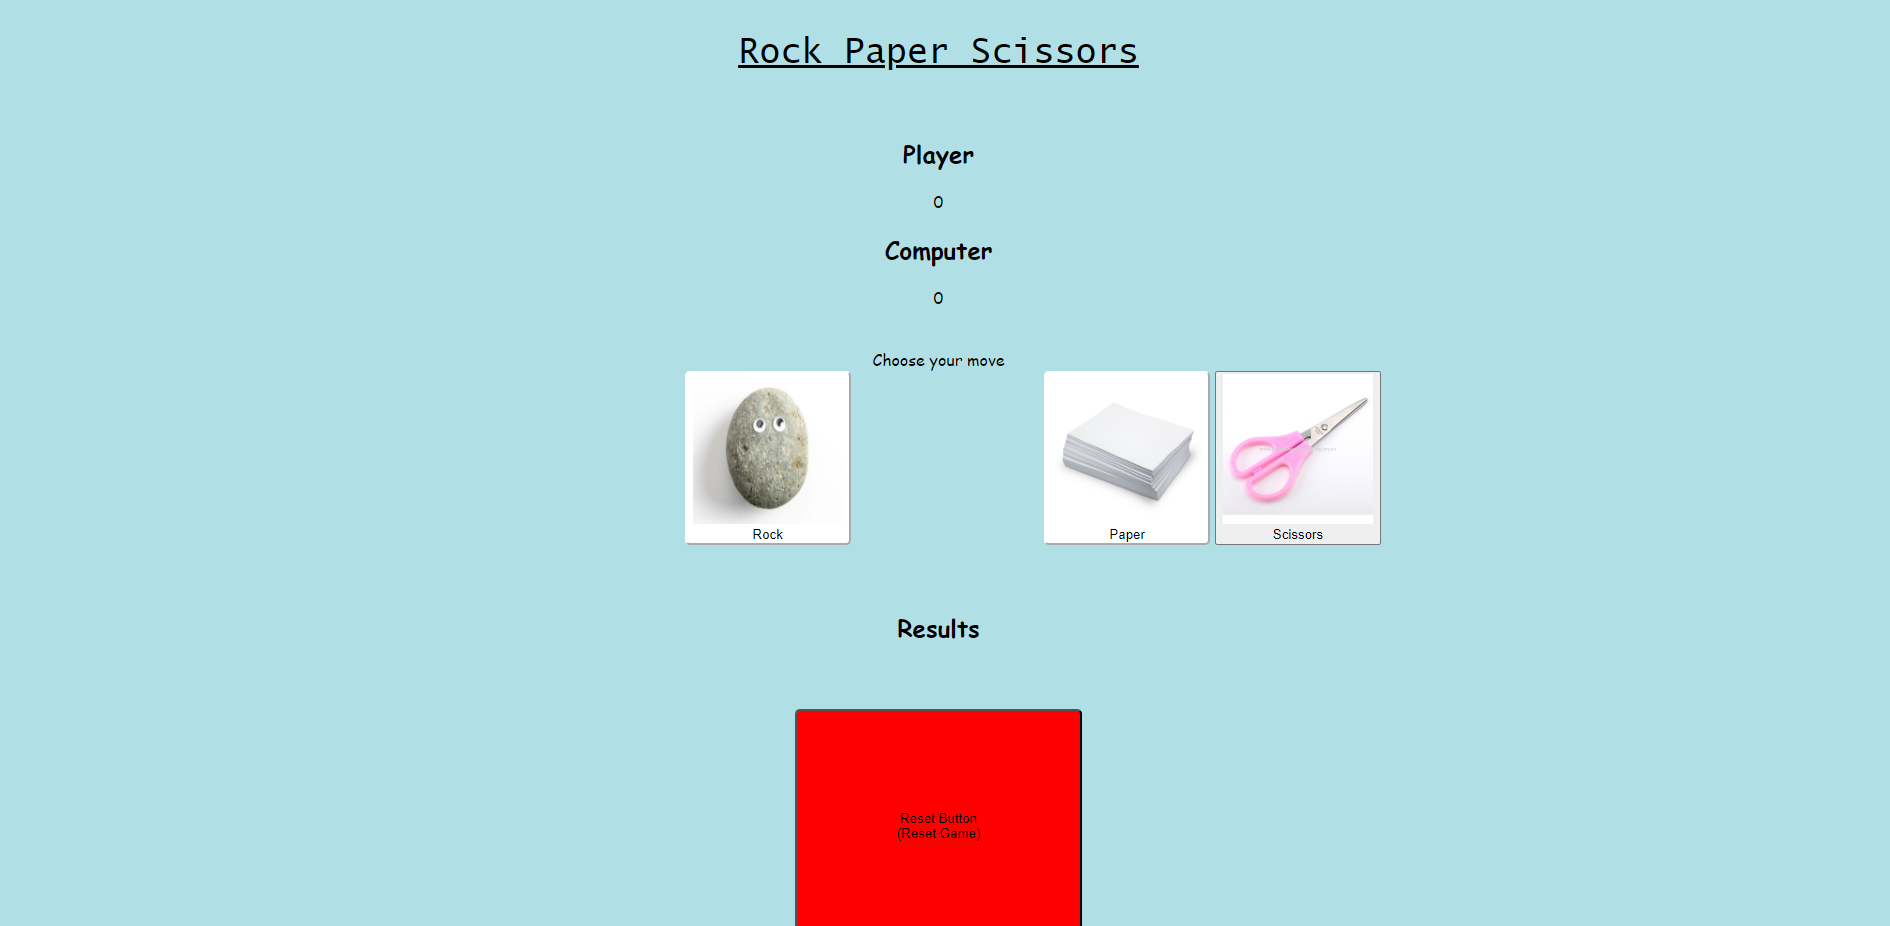 Rock Paper Scissors
Player
0
Computer
0
Choose your move
Rock
Paper
Scissors
Results
Reset Button
(Reset Game)